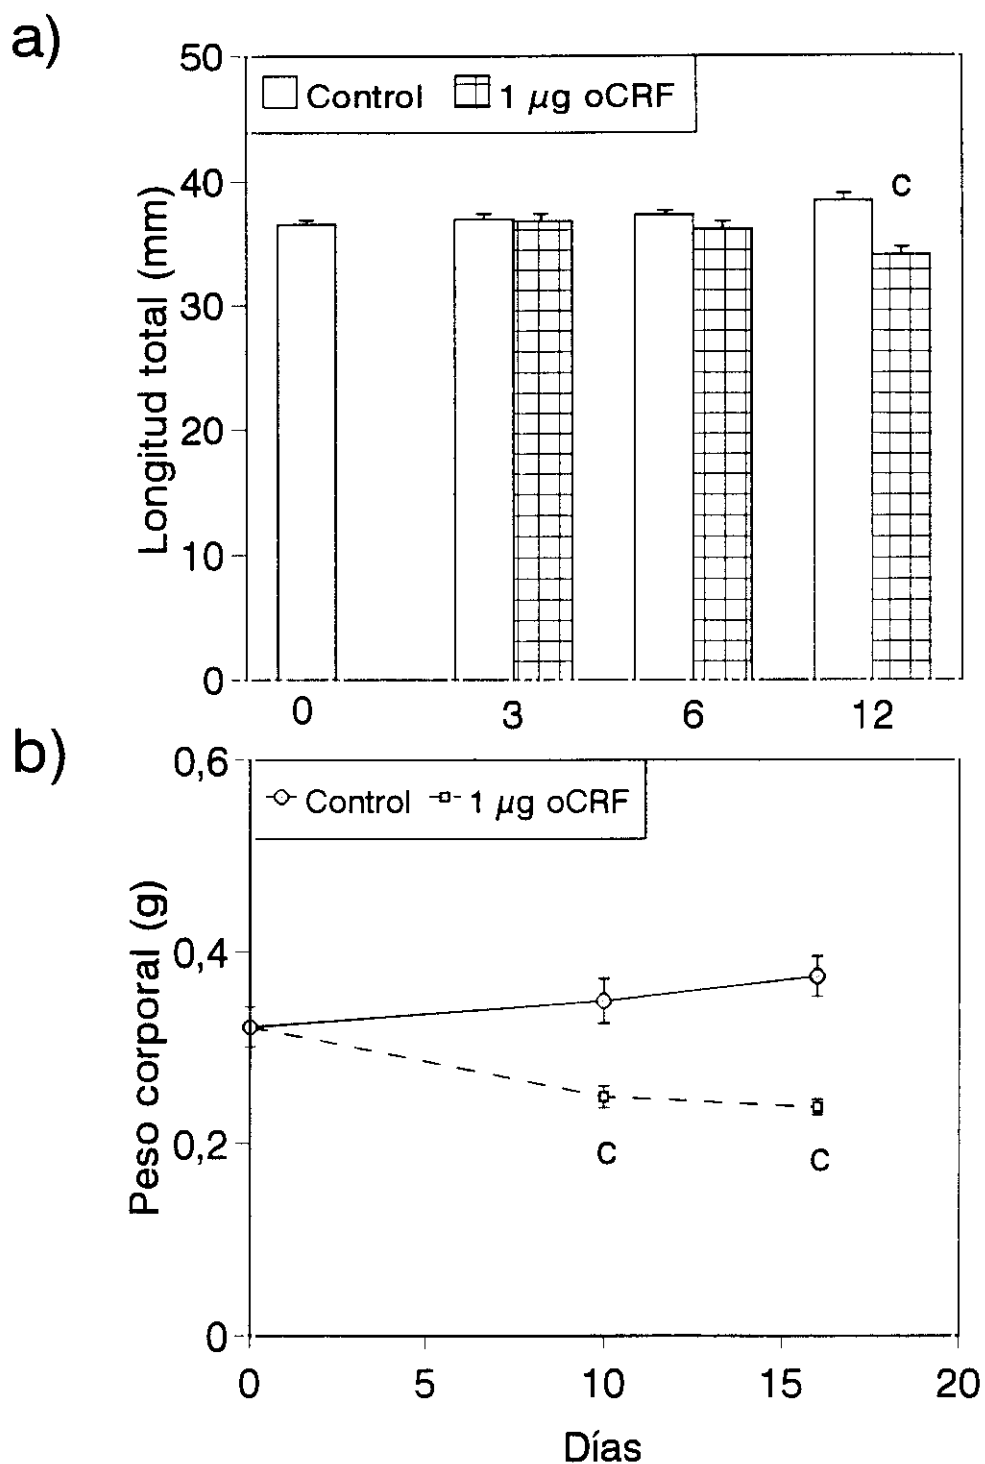 a)
50
Control 1 µg oCRF
40
C
30
20
10
0
Longitud total (mm)
0 3 6 12
b)
0,6
Control 1 µg oCRF
0,4
0,2
C C
0
Peso corporal (g)
0 5 10 15 20
Días